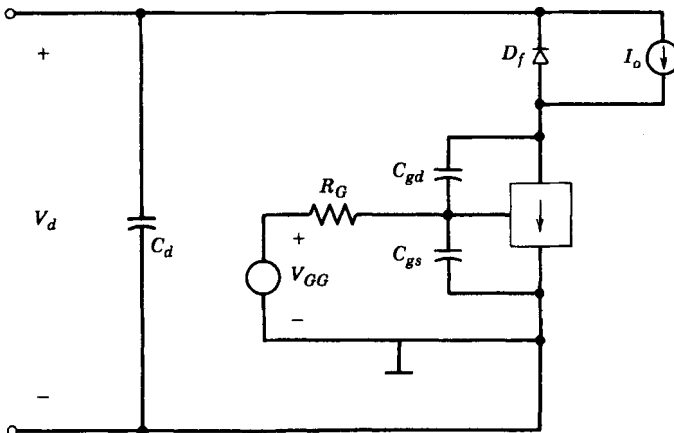 +
D_f
I_o
C_gd
R_G
V_d
C_d
+
V_GG
C_gs
−
−